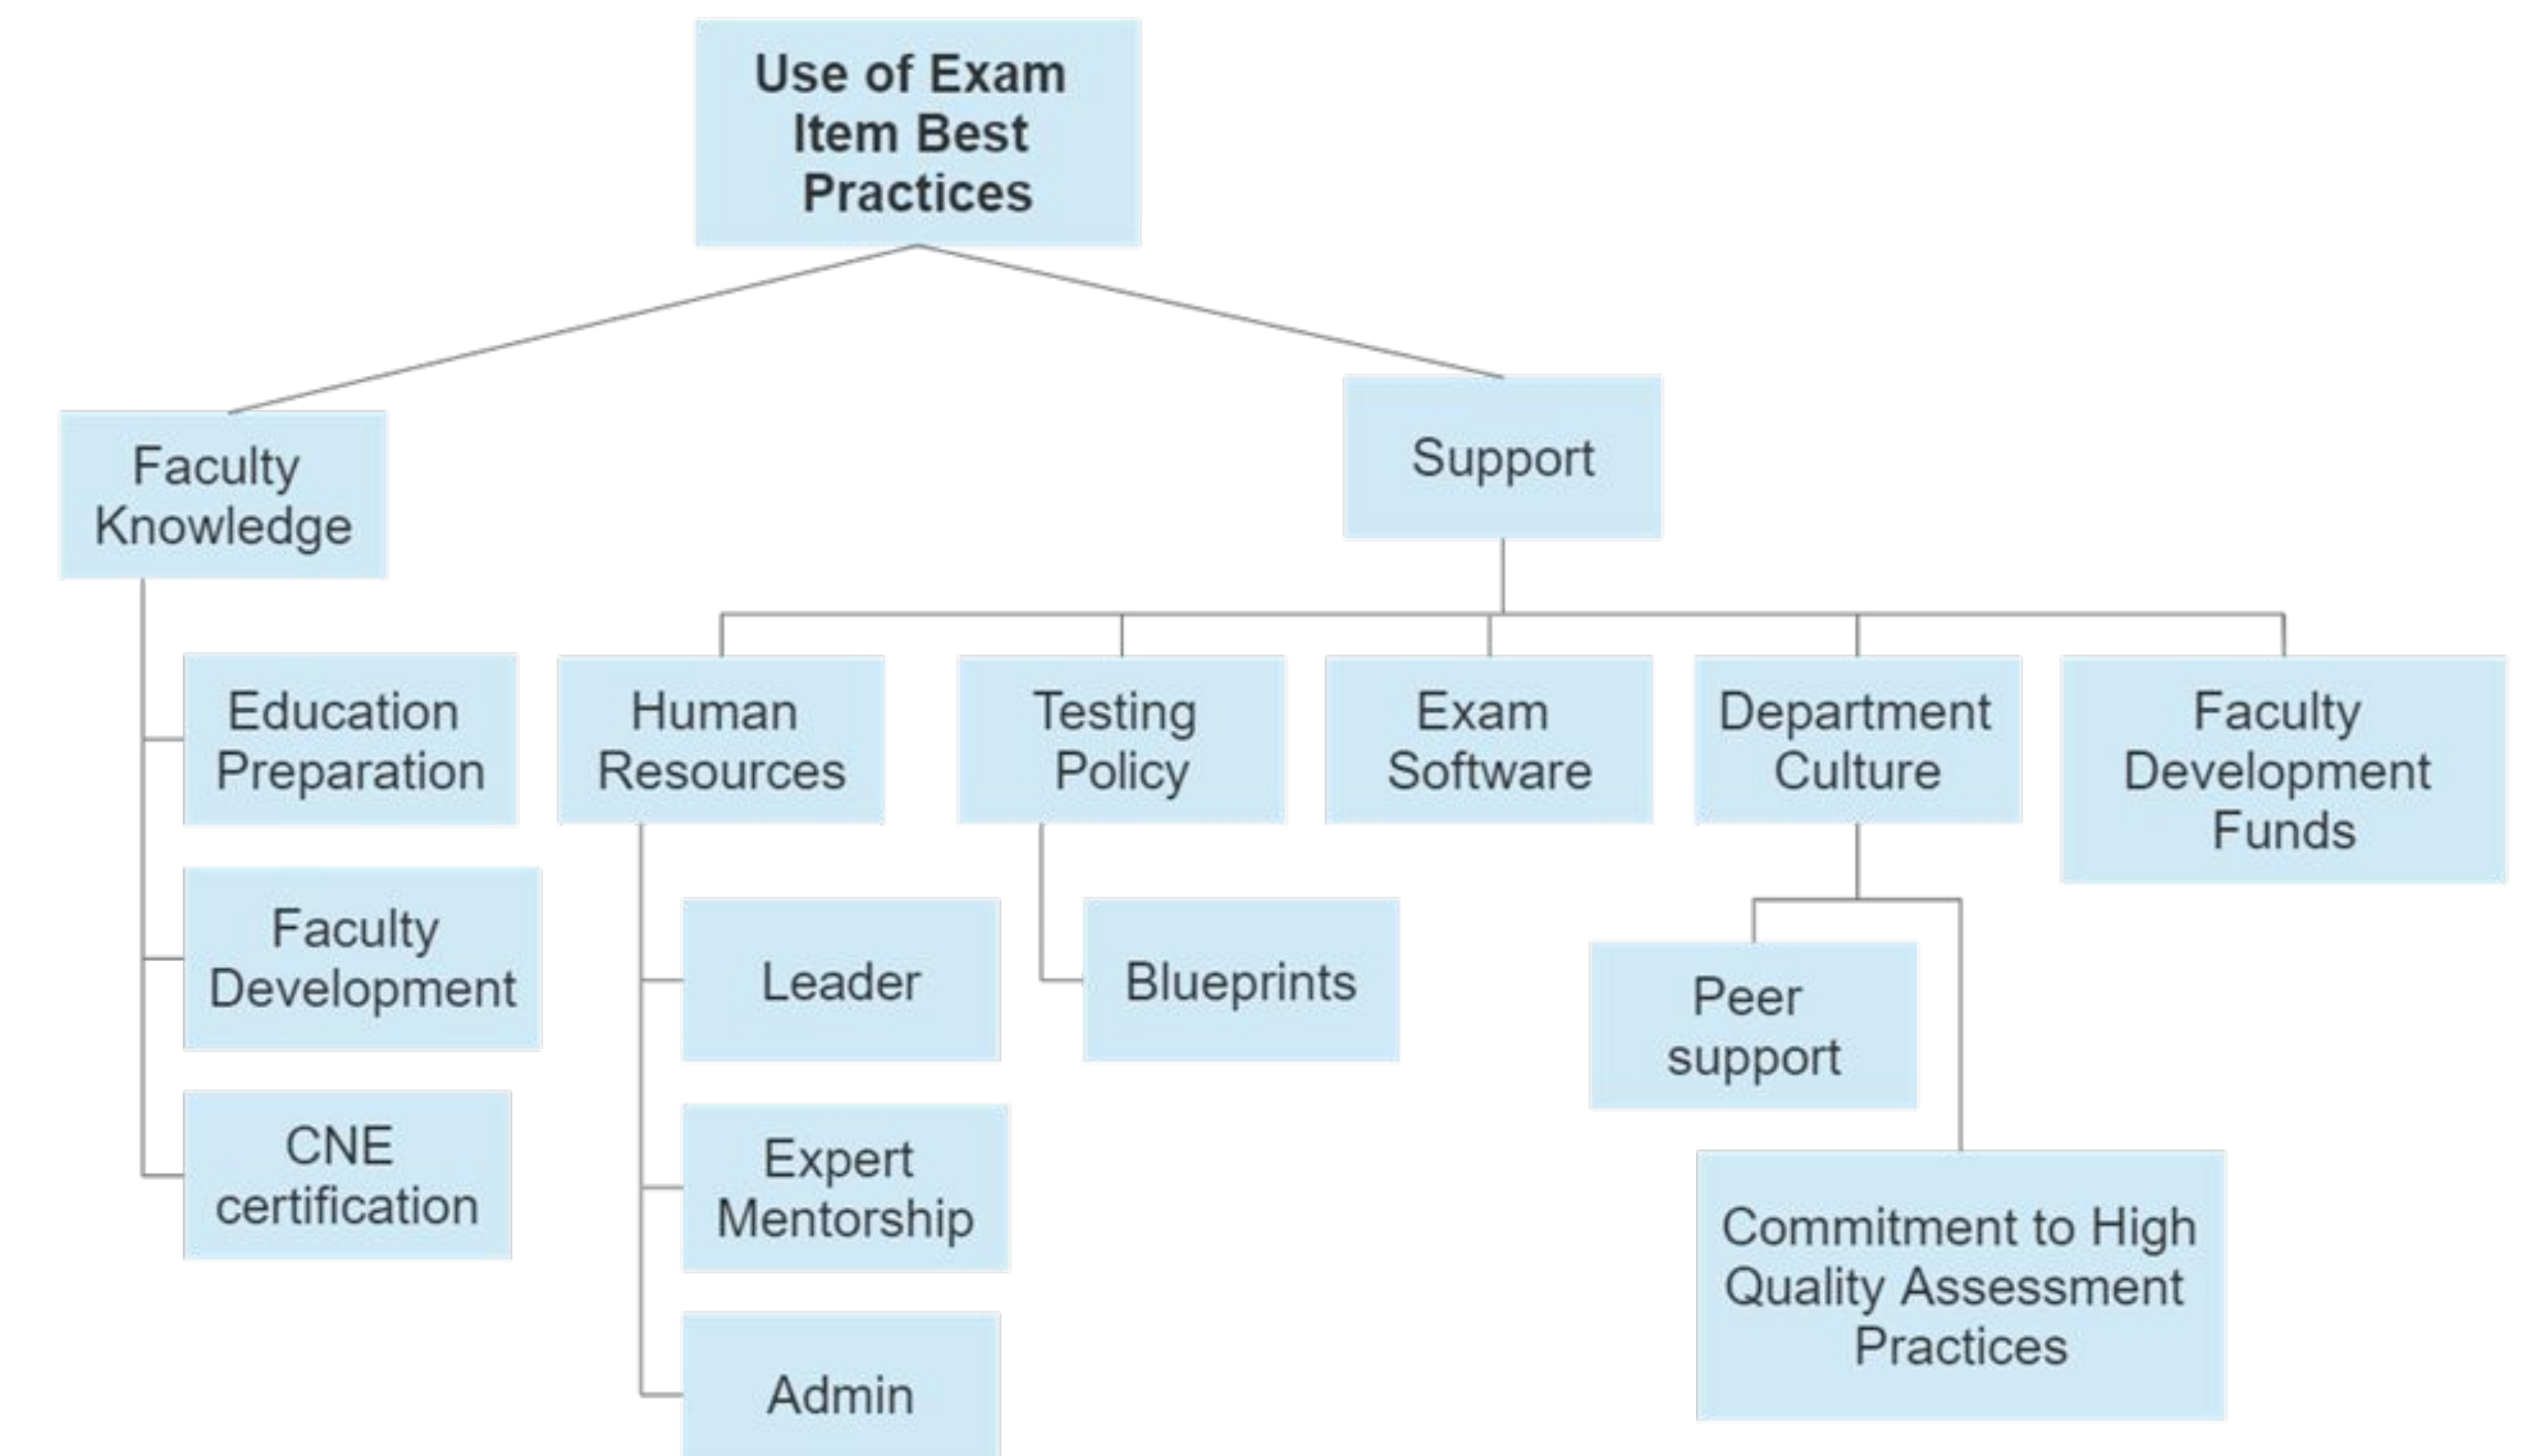 Use of Exam
Item Best
Practices
Faculty
Knowledge
Support
Education
Preparation
Human
Resources
Testing
Policy
Exam
Software
Department
Culture
Faculty
Development
Funds
Faculty
Development
Leader
Blueprints
Peer
support
CNE
certification
Expert
Mentorship
Commitment to High
Quality Assessment
Practices
Admin